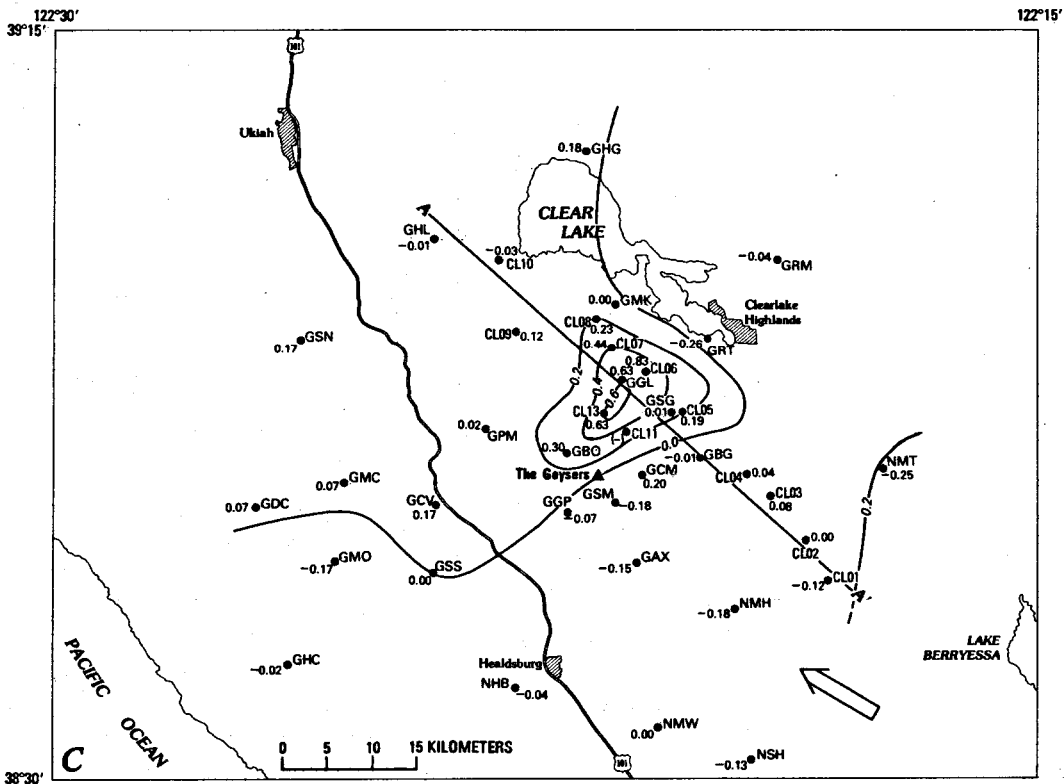 122°30'
122°15'
39°15'
101
Ukiah
0.18 GHG
CLEAR
LAKE
A
GHL
-0.01
-0.03
CL10
-0.04 GRM
0.00 GMK
Clearlake
Highlands
CL08
0.23
CL09 0.12
GSN
0.17
0.44 CL07
-0.26
GRT
0.83
CL06
0.63
GGL
0.2
0.4
0.6
CL13
0.63
GSG
0.01
CL05
0.19
0.02
GPM
CL11
0.0
0.30 GBO
-0.01 GBG
The Geysers
GCM
0.20
CL04 0.04
NMT
-0.25
GMC
0.07
0.07
GDC
GCV
0.17
GGP
-0.07
GSM
-0.18
CL03
0.08
0.2
0.00
CL02
GMO
-0.17
GSS
0.00
GAX
-0.15
CL01
-0.12
A'
NMH
-0.18
LAKE
BERRYESSA
PACIFIC
OCEAN
GHC
-0.02
Healdsburg
NHB
-0.04
NMW
0.00
C
0 5 10 15 KILOMETERS
101
NSH
-0.13
38°30'